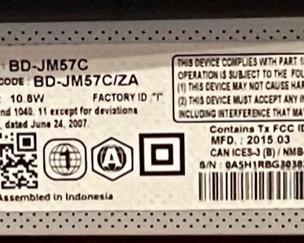 : BD-JM57C
CODE : BD-JM57C/ZA
: 10.8W FACTORY ID :"I"
nd 1040. 11 except for deviations
, dated June 24, 2007.
1
A
Assembled in Indonesia
THIS DEVICE COMPLIES WITH PART 1
OPERATION IS SUBJECT TO THE FOL
(1) THIS DEVICE MAY NOT CAUSE HAR
(2) THIS DEVICE MUST ACCEPT ANY IN
INCLUDING INTERFERENCE THAT MA
Contains Tx FCC I
MFD. : 2015.03
CAN ICES-3 (B) / NMB-
S/N : 0A5H1RBG3038